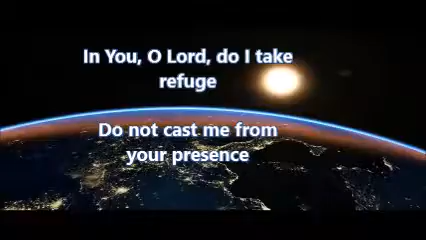 In You, O Lord, do I take
refuge
Do not cast me from
your presence